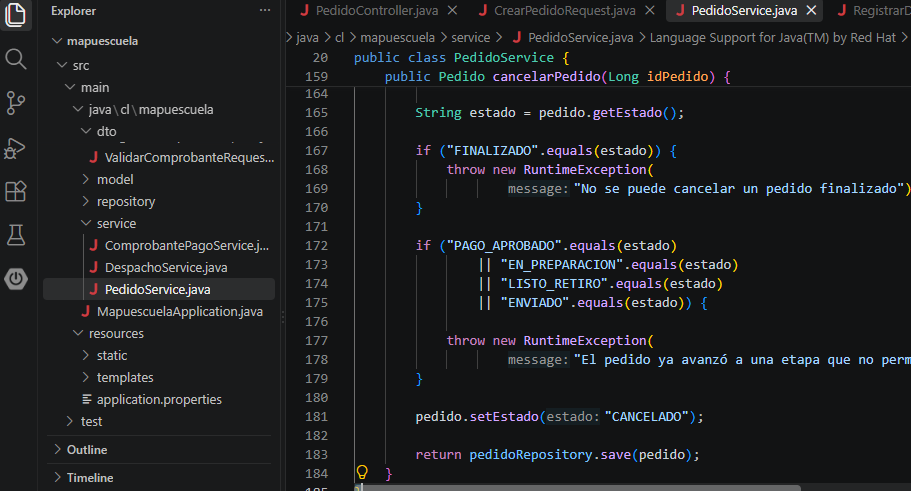 Explorer
mapuescuela
src
main
java\cl\mapuescuela
dto
ValidarComprobanteReques...
model
repository
service
ComprobantePagoService.j...
DespachoService.java
PedidoService.java
MapuescuelaApplication.java
resources
static
templates
application.properties
test
Outline
Timeline
PedidoController.java
CrearPedidoRequest.java
PedidoService.java
RegistrarD
java > cl > mapuescuela > service > PedidoService.java > Language Support for Java(TM) by Red Hat >
20 public class PedidoService {
159 public Pedido cancelarPedido(Long idPedido) {
164
165 String estado = pedido.getEstado();
166
167 if ("FINALIZADO".equals(estado)) {
168 throw new RuntimeException(
169 message: "No se puede cancelar un pedido finalizado")
170 }
171
172 if ("PAGO_APROBADO".equals(estado)
173 || "EN_PREPARACION".equals(estado)
174 || "LISTO_RETIRO".equals(estado)
175 || "ENVIADO".equals(estado)) {
176
177 throw new RuntimeException(
178 message: "El pedido ya avanzó a una etapa que no perm
179 }
180
181 pedido.setEstado(estado: "CANCELADO");
182
183 return pedidoRepository.save(pedido);
184 }